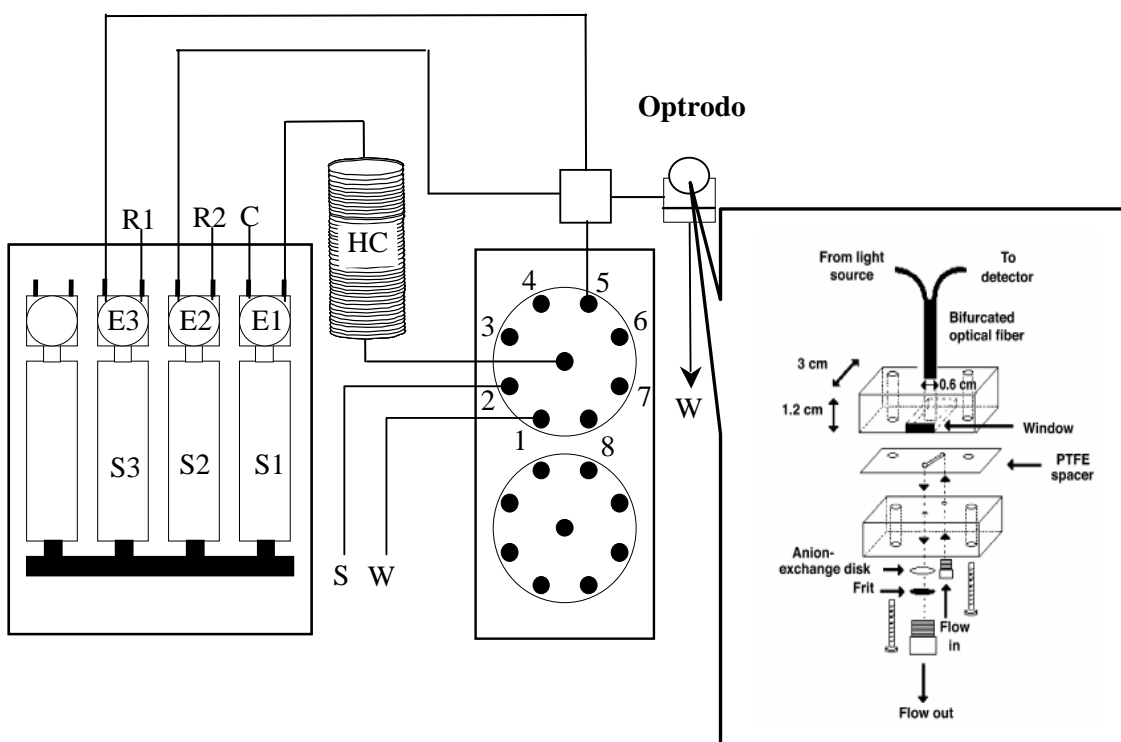 Optrodo
R1
R2
C
HC
E3
E2
E1
S3
S2
S1
4
5
3
6
2
7
1
8
S
W
W
From light
source
To
detector
Bifurcated
optical fiber
3 cm
0.6 cm
1.2 cm
Window
PTFE
spacer
Anion-
exchange disk
Frit
Flow
in
Flow out